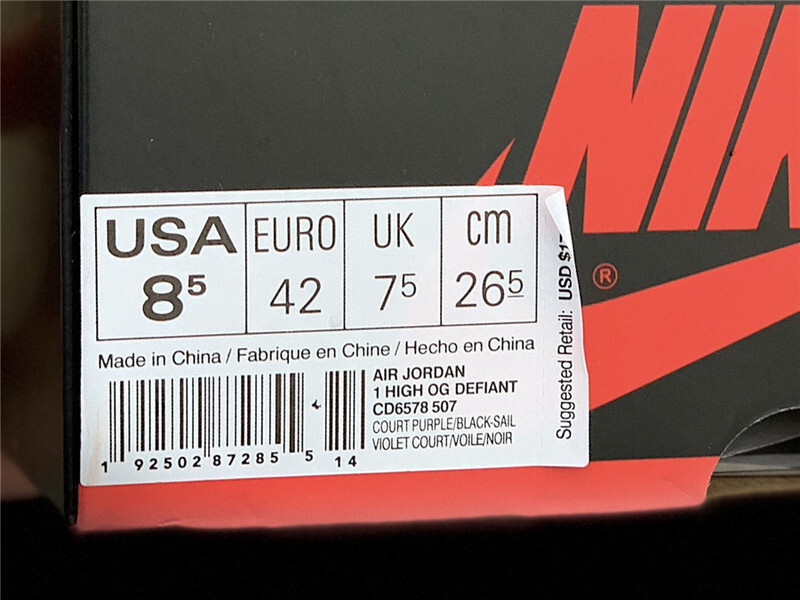 NIK
®
USA EURO UK cm
8⁵ 42 7⁵ 26⁵
Made in China / Fabrique en Chine / Hecho en China
AIR JORDAN
1 HIGH OG DEFIANT
CD6578 507
COURT PURPLE/BLACK-SAIL
VIOLET COURT/VOILE/NOIR
1 92502 87285 5 14
Suggested Retail: USD $1